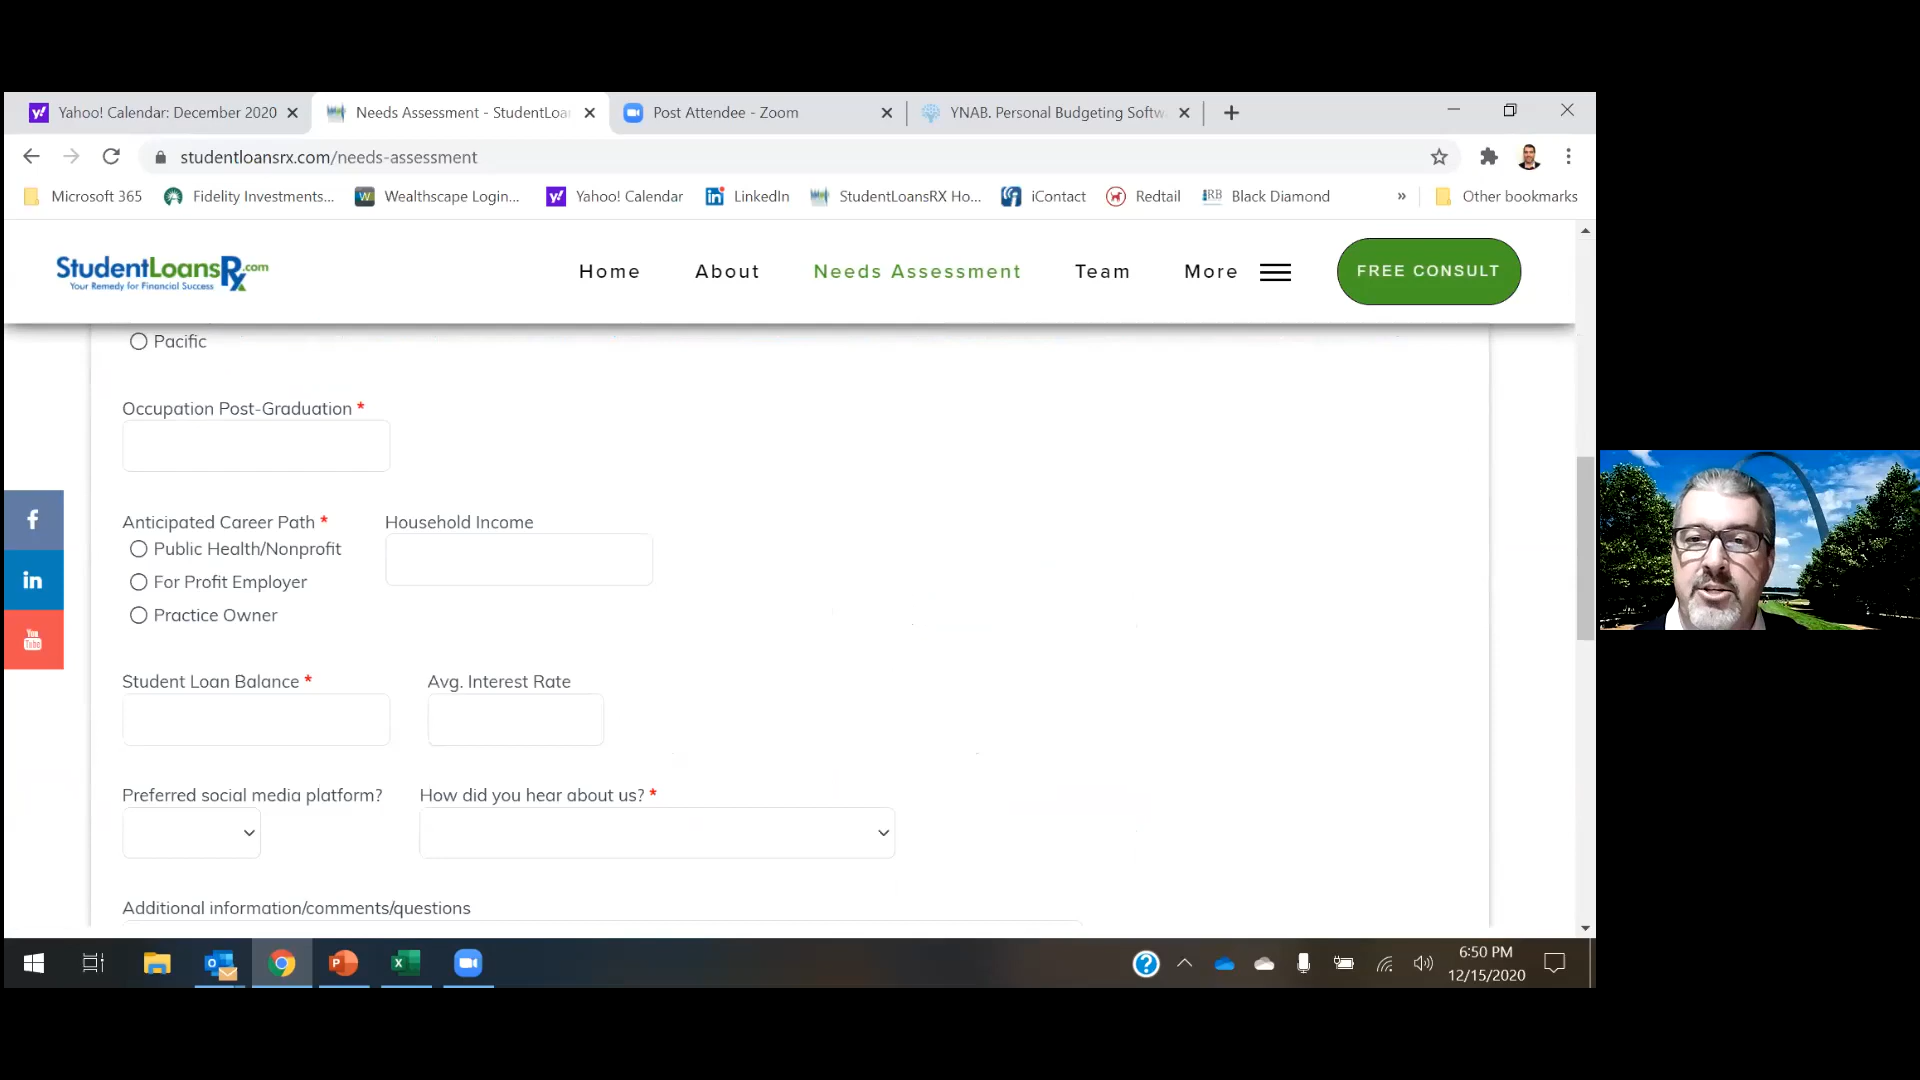 Yahoo! Calendar: December 2020
Needs Assessment - StudentLoa
Post Attendee - Zoom
YNAB. Personal Budgeting Softw
studentloansrx.com/needs-assessment
Microsoft 365
Fidelity Investments...
Wealthscape Login...
Yahoo! Calendar
LinkedIn
StudentLoansRX Ho...
iContact
Redtail
RB Black Diamond
»
Other bookmarks
StudentLoansRx.com
Your Remedy for Financial Success
Home
About
Needs Assessment
Team
More
FREE CONSULT
Pacific
Occupation Post-Graduation *
Anticipated Career Path *
Household Income
Public Health/Nonprofit
For Profit Employer
Practice Owner
Student Loan Balance *
Avg. Interest Rate
Preferred social media platform?
How did you hear about us? *
Additional information/comments/questions
f
in
You Tube
6:50 PM
12/15/2020